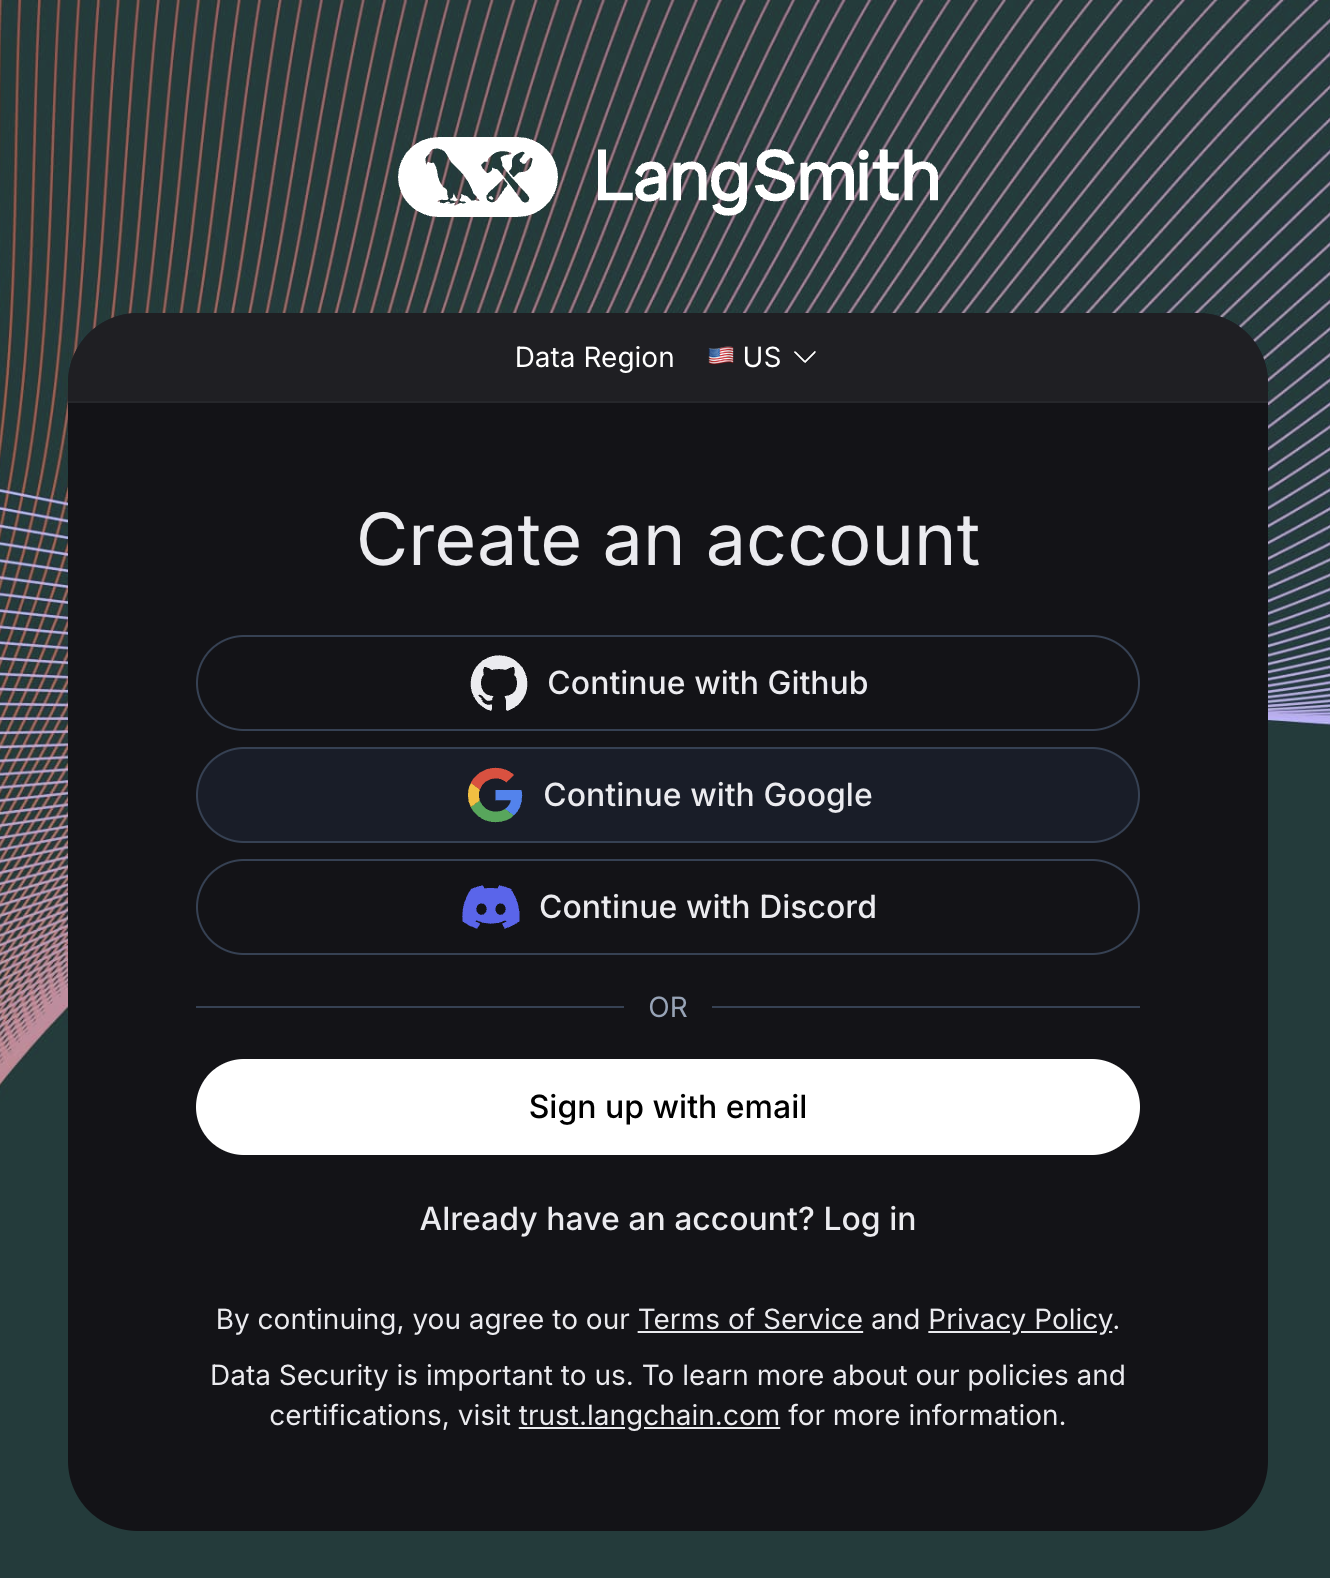 LangSmith
Data Region 🇺🇸 US
Create an account
Continue with Github
Continue with Google
Continue with Discord
OR
Sign up with email
Already have an account? Log in
By continuing, you agree to our Terms of Service and Privacy Policy.
Data Security is important to us. To learn more about our policies and
certifications, visit trust.langchain.com for more information.